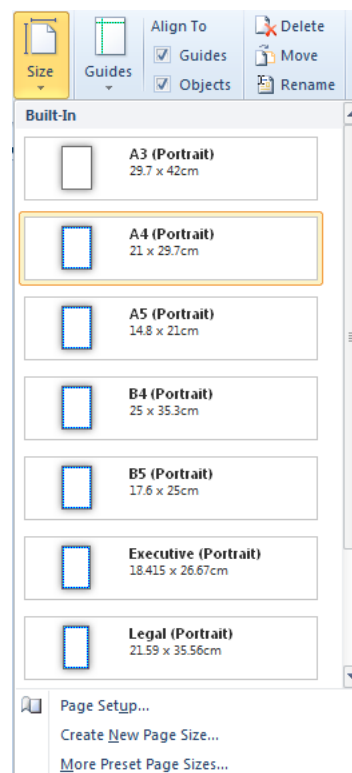 Size
Guides
Align To
Guides
Objects
Delete
Move
Rename
Built-In
A3 (Portrait)
29.7 x 42cm
A4 (Portrait)
21 x 29.7cm
A5 (Portrait)
14.8 x 21cm
B4 (Portrait)
25 x 35.3cm
B5 (Portrait)
17.6 x 25cm
Executive (Portrait)
18.415 x 26.67cm
Legal (Portrait)
21.59 x 35.56cm
Page Setup...
Create New Page Size...
More Preset Page Sizes...